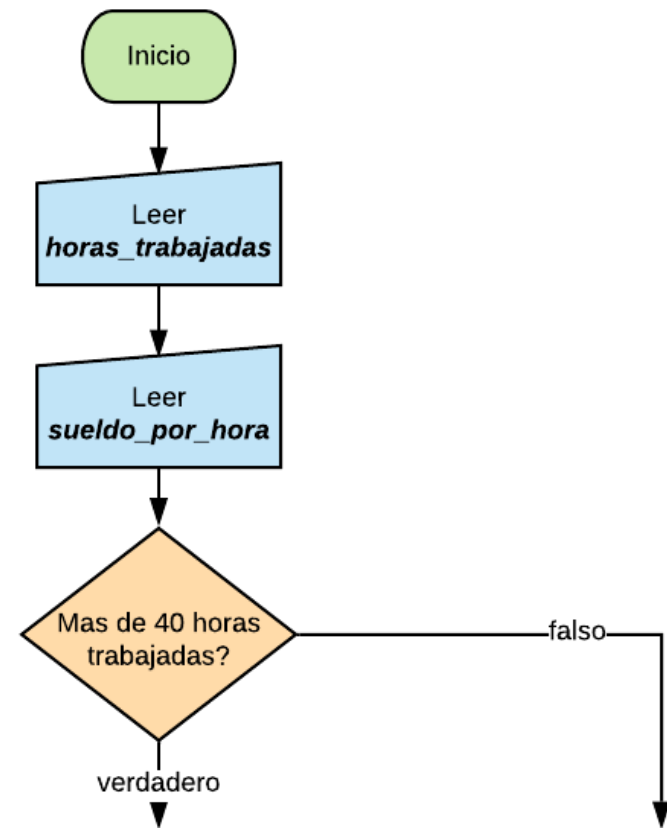 Inicio
Leer
horas_trabajadas
Leer
sueldo_por_hora
Mas de 40 horas
trabajadas?
falso
verdadero